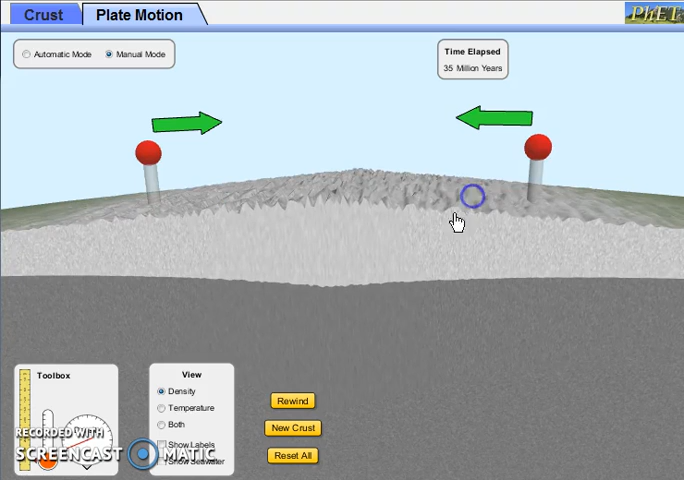 Crust
Plate Motion
PhET
Automatic Mode
Manual Mode
Time Elapsed
35 Million Years
Toolbox
View
Density
Temperature
Both
Show Labels
Show Seawater
Rewind
New Crust
Reset All
RECORDED WITH
SCREENCAST MATIC